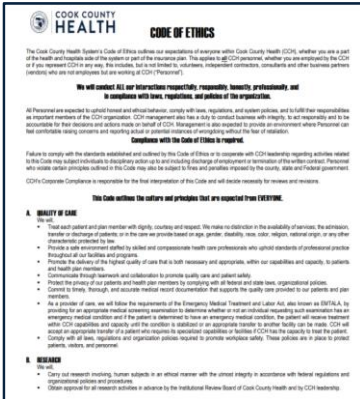 COOK COUNTY
HEALTH
CODE OF ETHICS
The Cook County Health System's Code of Ethics outlines our expectations of everyone within Cook County Health (CCH), whether you are a part
of the health and hospitals side of the system or part of the insurance plan. This applies to all CCH personnel, whether you are employed by the CCH
or if you represent CCH in any way, this includes, but is not limited to, volunteers, independent contractors, consultants and other business partners
(vendors) who are not employees but are working at CCH ("Personnel").
We will conduct ALL our interactions respectfully, responsibly, honestly, professionally, and
in compliance with laws, regulations, and policies of the organization.
All Personnel are expected to uphold honest and ethical behavior, comply with laws, regulations, and system policies, and to fulfill their responsibilities
as important members of the CCH organization. CCH management also has a duty to conduct business with integrity, to act responsibly and to be
accountable for their decisions and actions made on behalf of CCH. Management is also expected to provide an environment where Personnel can
feel comfortable raising concerns and reporting actual or potential instances of wrongdoing without the fear of retaliation.
Compliance with the Code of Ethics is required.
Failure to comply with the standards established and outlined by this Code of Ethics or to cooperate with CCH leadership regarding activities related
to this Code may subject individuals to disciplinary action up to and including discharge of employment or termination of the written contract. Personnel
who violate certain principles outlined in this Code may also be subject to fines and penalties imposed by the county, state and Federal government.
CCH's Corporate Compliance is responsible for the final interpretation of this Code and will decide necessity for reviews and revisions.
This Code outlines the culture and principles that are expected from EVERYONE.
A. QUALITY OF CARE
We will,
• Treat each patient and plan member with dignity, courtesy and respect. We make no distinction in the availability of services; the admission,
transfer or discharge of patients; or in the care we provide based on age, gender, disability, race, color, religion, national origin, or any other
characteristic protected by law.
• Provide a safe environment staffed by skilled and compassionate health care professionals who uphold standards of professional practice
throughout all our facilities and programs.
• Promote the delivery of the highest quality of care that is both necessary and appropriate, within our capabilities and capacity, to patients
and health plan members.
• Communicate through teamwork and collaboration to promote quality care and patient safety.
• Protect the privacy of our patients and health plan members by complying with all federal and state laws, organizational policies.
• Commit to timely, thorough, and accurate medical record documentation that supports the quality care provided to our patients and plan
members.
• As a provider of care, we will follow the requirements of the Emergency Medical Treatment and Labor Act, also known as EMTALA, by
providing for an appropriate medical screening examination to determine whether or not an individual requesting such examination has an
emergency medical condition and if the patient is determined to have an emergency medical condition, the patient will receive treatment
within CCH capabilities and capacity until the condition is stabilized or an appropriate transfer to another facility can be made. CCH will
accept an appropriate transfer of a patient who requires its specialized capabilities or facilities if CCH has the capacity to treat the patient.
• Comply with all laws, regulations and organization policies required to promote workplace safety. These policies are in place to protect
patients, visitors, and personnel.
B. RESEARCH
We will,
• Carry out research involving, human subjects in an ethical manner with the utmost integrity in accordance with federal regulations and
organizational policies and procedures.
• Obtain approval for all research activities in advance by the Institutional Review Board of Cook County Health and by CCH leadership.